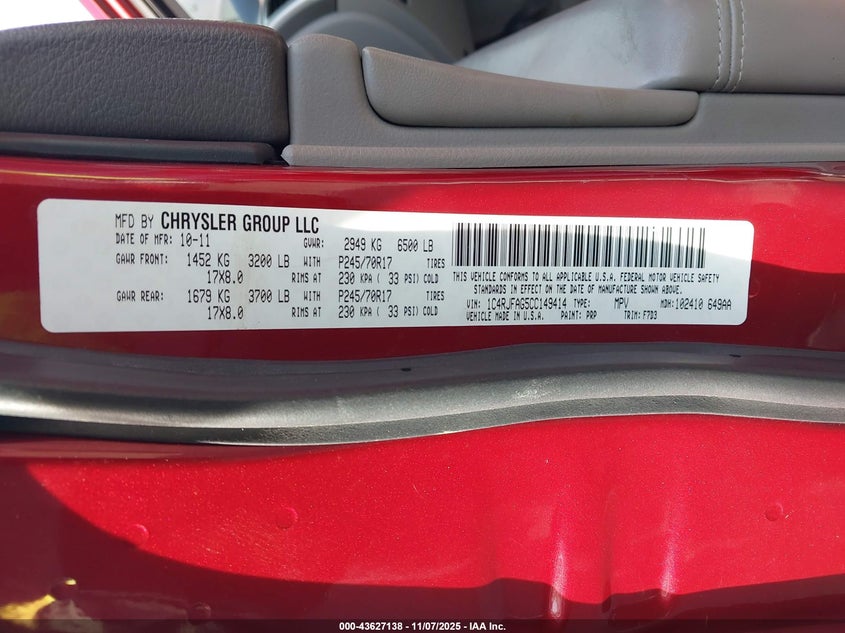 MFD BY CHRYSLER GROUP LLC
DATE OF MFR: 10-11 GVWR: 2949 KG 6500 LB
GAWR FRONT: 1452 KG 3200 LB WITH P245/70R17 TIRES
17X8.0 RIMS AT 230 KPA ( 33 PSI) COLD
GAWR REAR: 1679 KG 3700 LB WITH P245/70R17 TIRES
17X8.0 RIMS AT 230 KPA ( 33 PSI) COLD
THIS VEHICLE CONFORMS TO ALL APPLICABLE U.S.A. FEDERAL MOTOR VEHICLE SAFETY
STANDARDS IN EFFECT ON THE DATE OF MANUFACTURE SHOWN ABOVE.
VIN: 1C4RJFAG5CC149414 TYPE: MPV MDH: 102410 649AA
VEHICLE MADE IN U.S.A. PAINT: PRP TRIM: F7D3
000-43627138 - 11/07/2025 - IAA Inc.